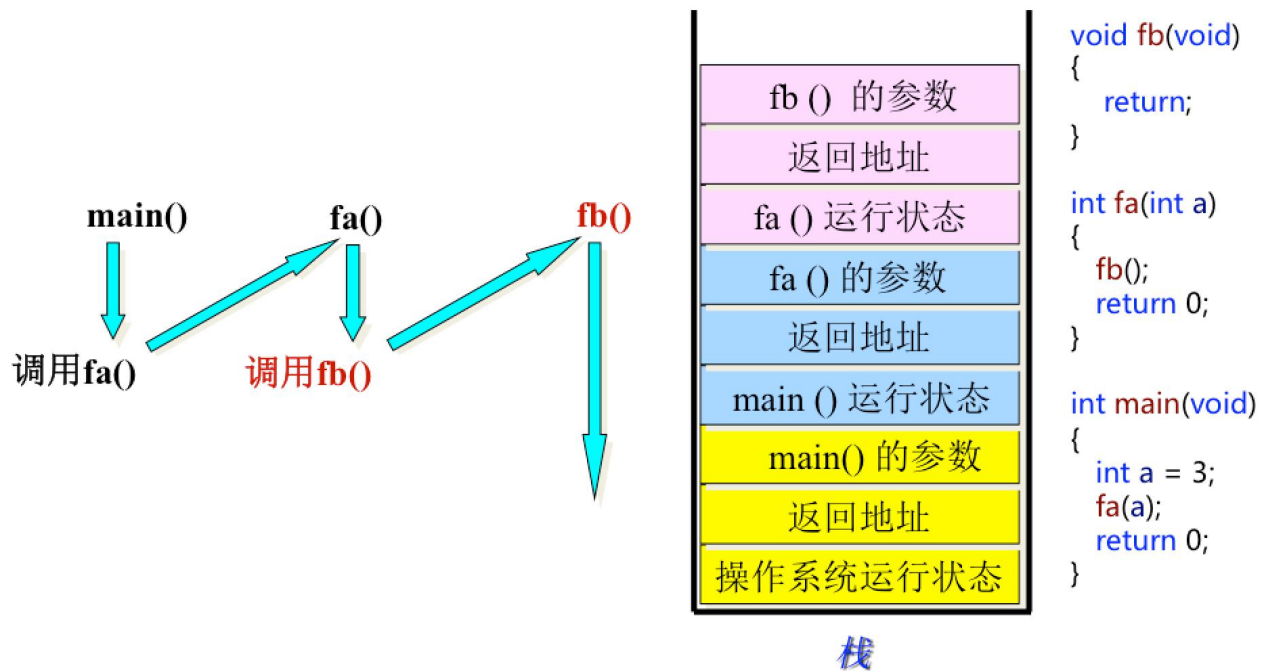 main()
fa()
fb()
调用fa()
调用fb()
fb () 的参数
返回地址
fa () 运行状态
fa () 的参数
返回地址
main () 运行状态
main() 的参数
返回地址
操作系统运行状态
栈
void fb(void)
{
return;
}
int fa(int a)
{
fb();
return 0;
}
int main(void)
{
int a = 3;
fa(a);
return 0;
}